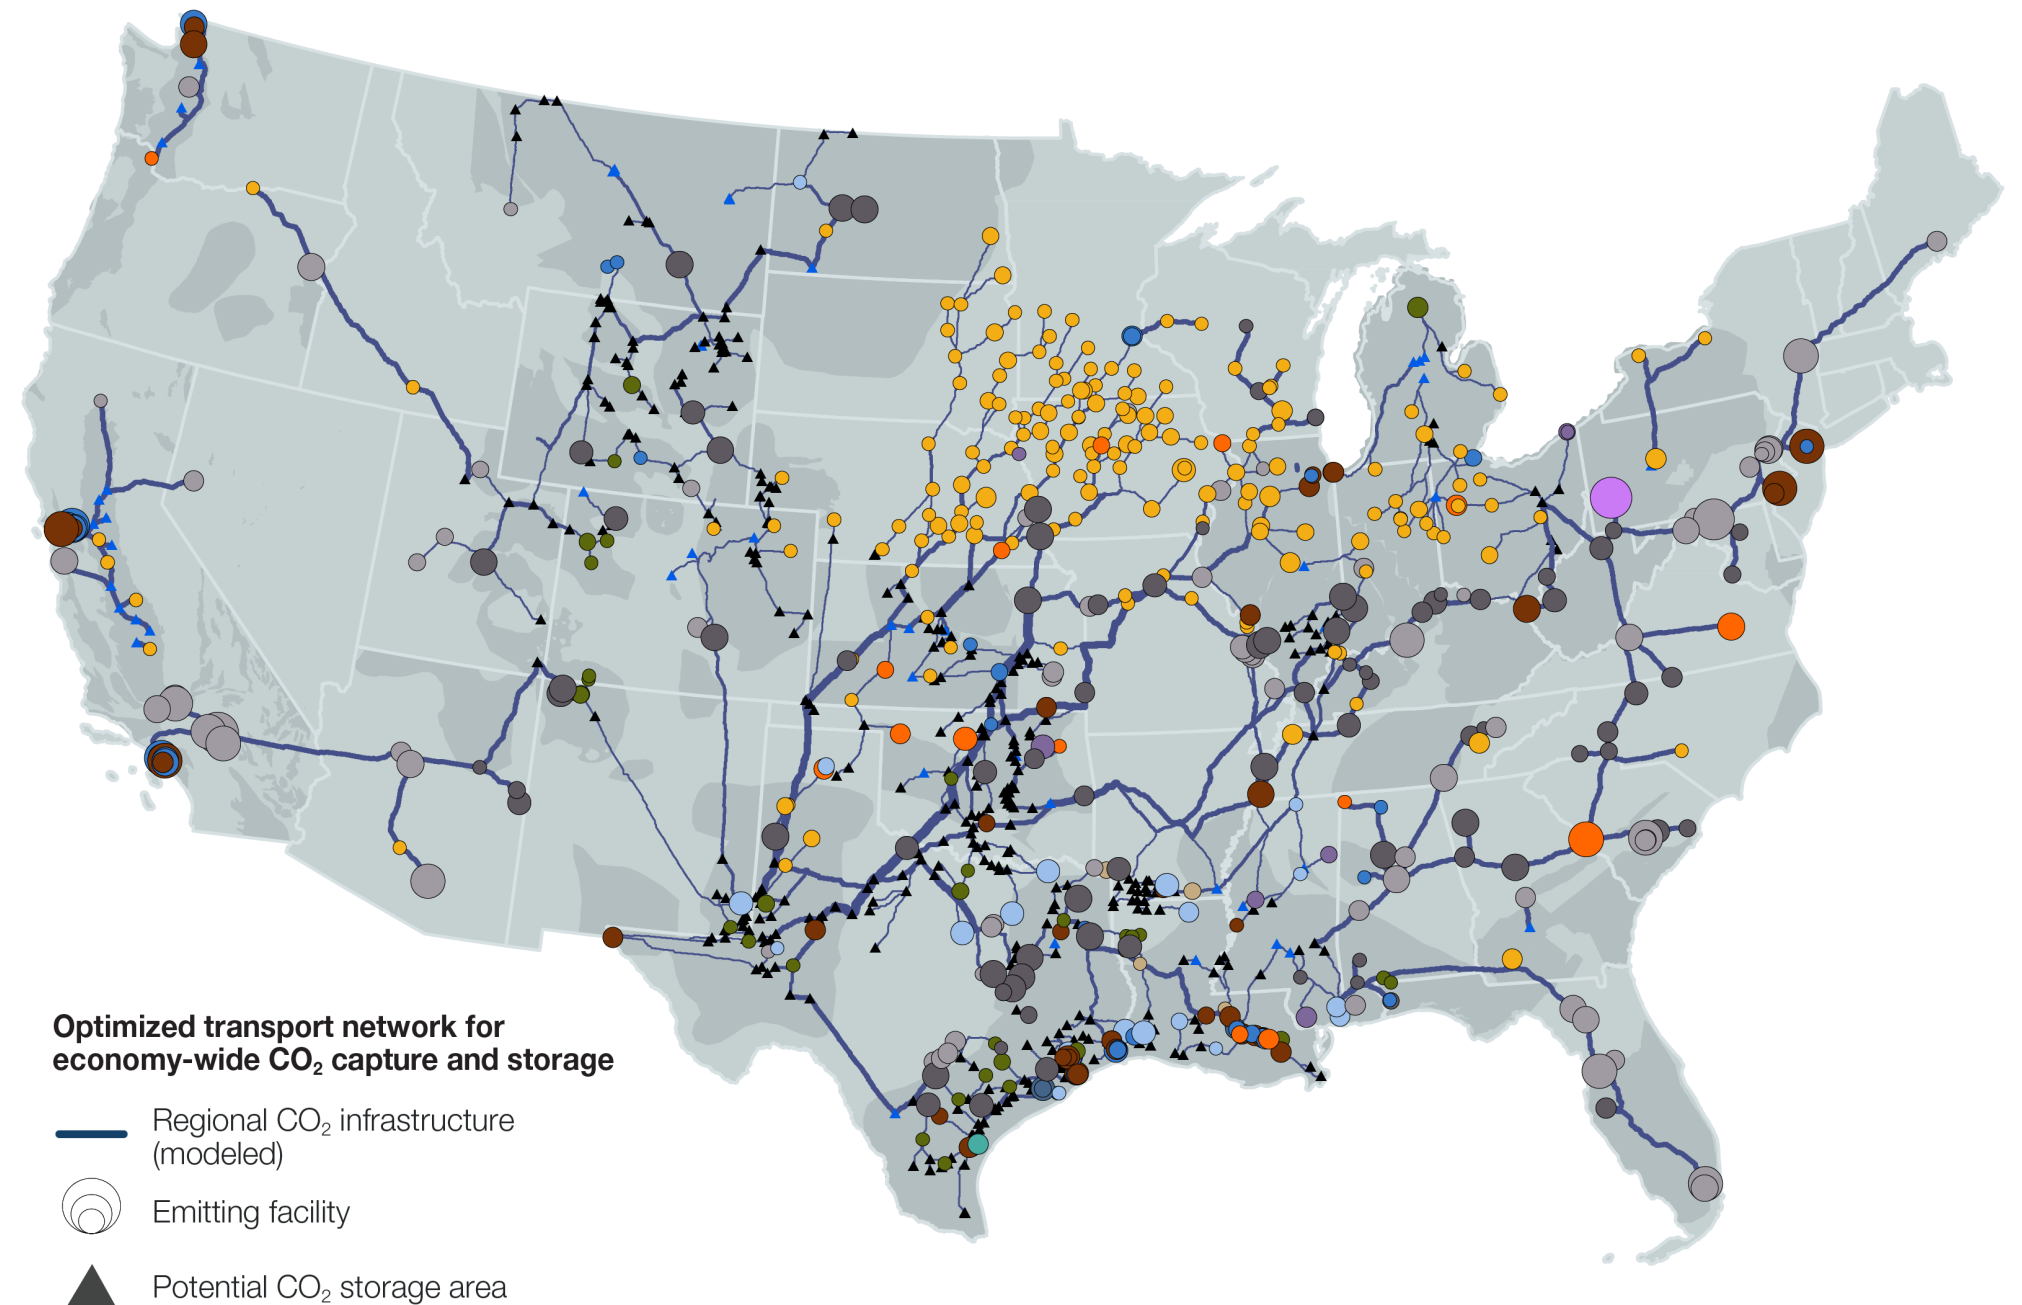 Optimized transport network for
economy-wide CO₂ capture and storage
Regional CO₂ infrastructure
(modeled)
Emitting facility
Potential CO₂ storage area